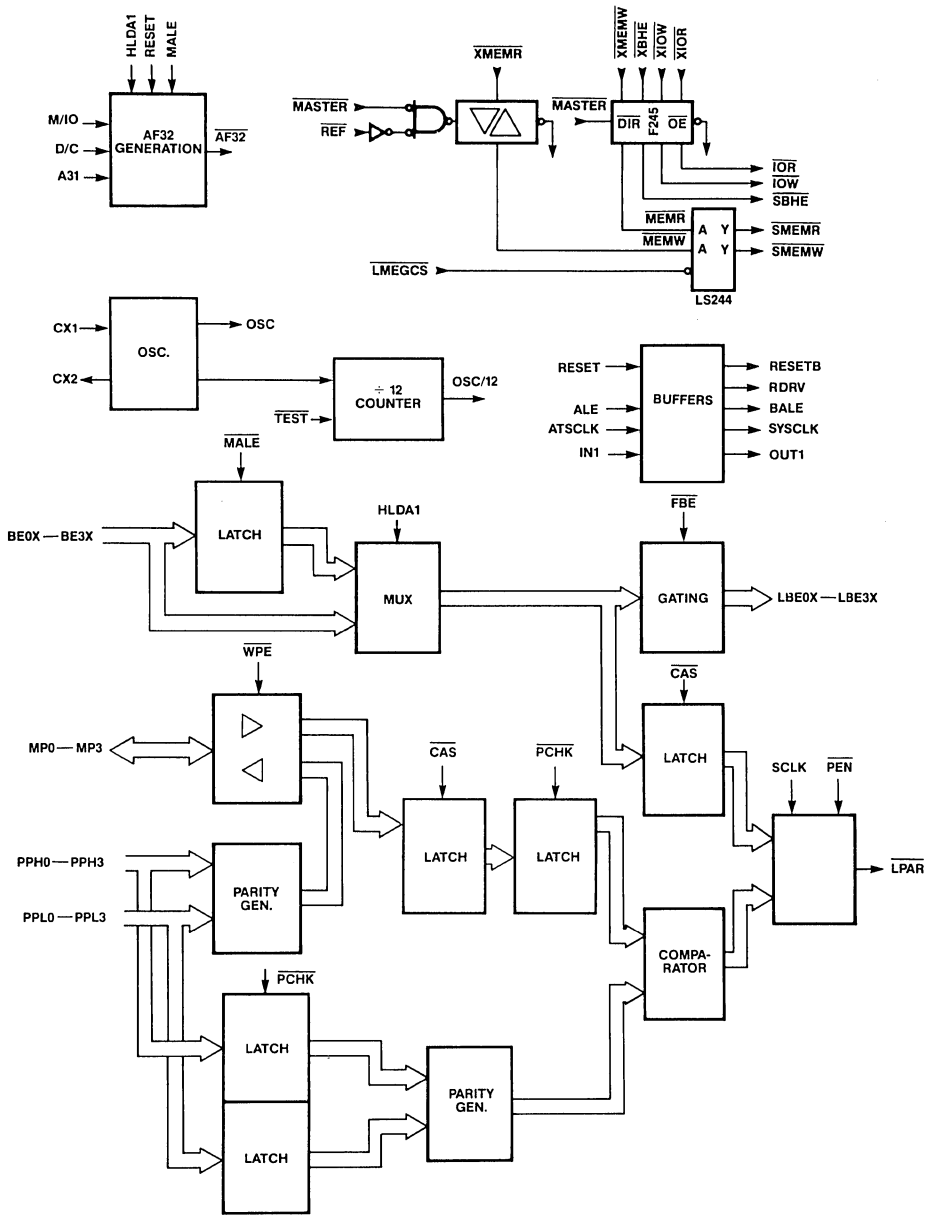 HLDA1
RESET
MALE
M/IO
D/C
A31
AF32
GENERATION
AF32
XMEMR
MASTER
REF
XMEMW
XBHE
XIOW
XIOR
MASTER
DIR
F245
OE
IOR
IOW
SBHE
MEMR
MEMW
A Y
A Y
SMEMR
SMEMW
LMEGCS
LS244
CX1
CX2
OSC.
OSC
÷ 12
COUNTER
OSC/12
TEST
RESET
ALE
ATSCLK
IN1
BUFFERS
RESETB
RDRV
BALE
SYSCLK
OUT1
MALE
BE0X — BE3X
LATCH
HLDA1
MUX
FBE
GATING
LBE0X — LBE3X
WPE
MP0 — MP3
CAS
LATCH
PCHK
LATCH
CAS
LATCH
SCLK
PEN
LPAR
PPH0 — PPH3
PPL0 — PPL3
PARITY
GEN.
COMPA-
RATOR
PCHK
LATCH
LATCH
PARITY
GEN.